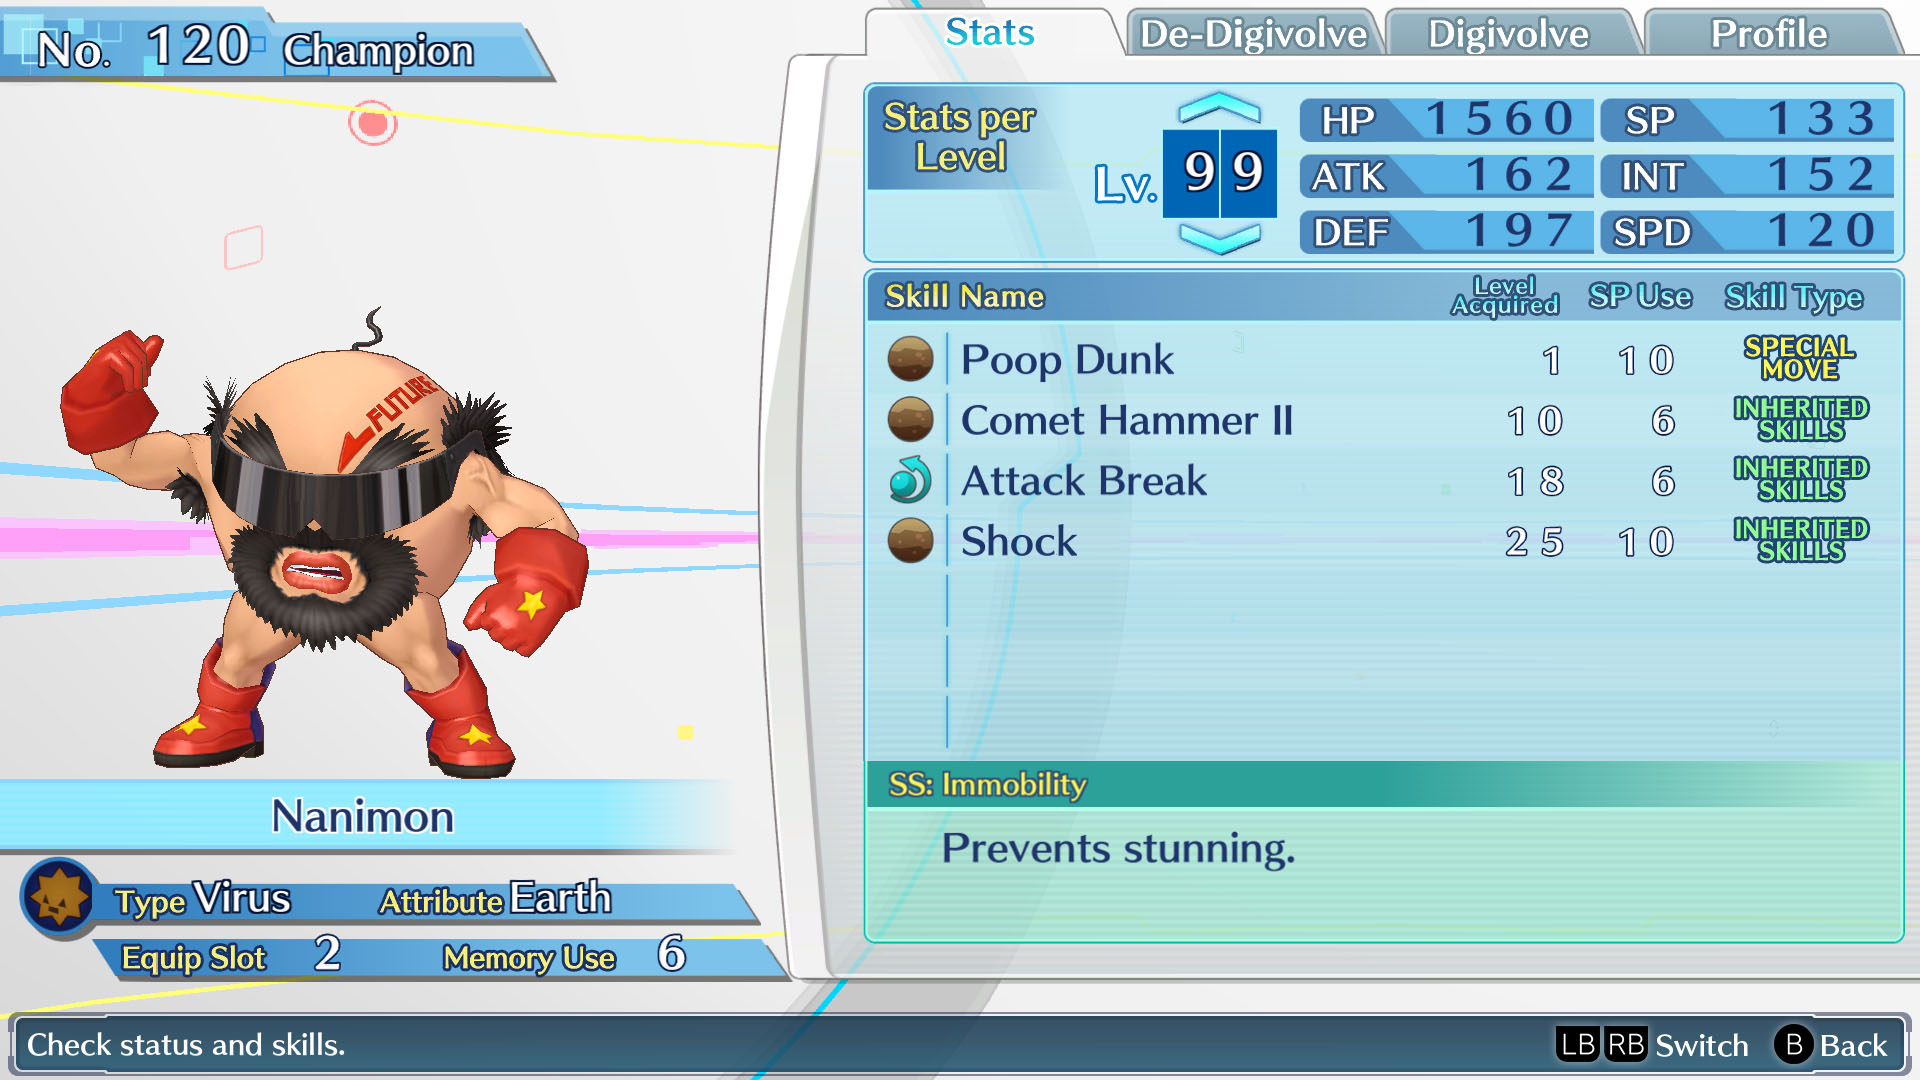 No. 120 Champion
Stats
De-Digivolve
Digivolve
Profile
Stats per
Level
Lv. 99
HP 1560
SP 133
ATK 162
INT 152
DEF 197
SPD 120
Skill Name
Level
Acquired
SP Use
Skill Type
Poop Dunk 1 10 SPECIAL
MOVE
Comet Hammer II 10 6 INHERITED
SKILLS
Attack Break 18 6 INHERITED
SKILLS
Shock 25 10 INHERITED
SKILLS
SS: Immobility
Prevents stunning.
FUTURE
Nanimon
Type Virus
Attribute Earth
Equip Slot 2
Memory Use 6
Check status and skills.
LB RB Switch
B Back